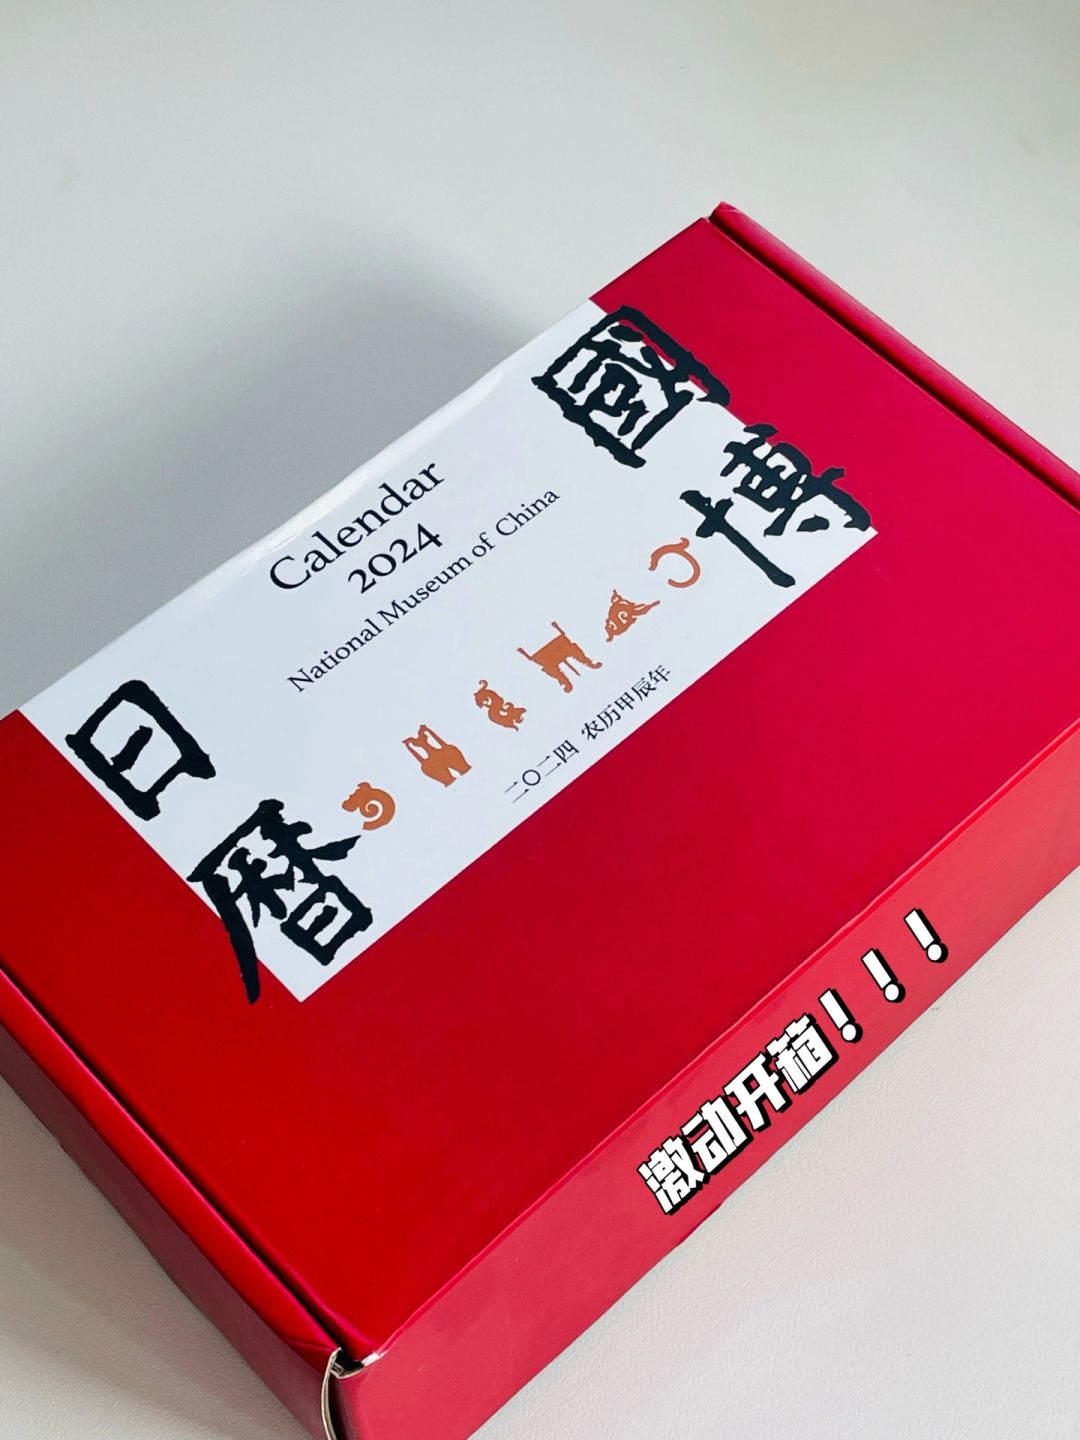 國博
日曆
Calendar
2024
National Museum of China
二〇二四 农历甲辰年
激动开箱！！！